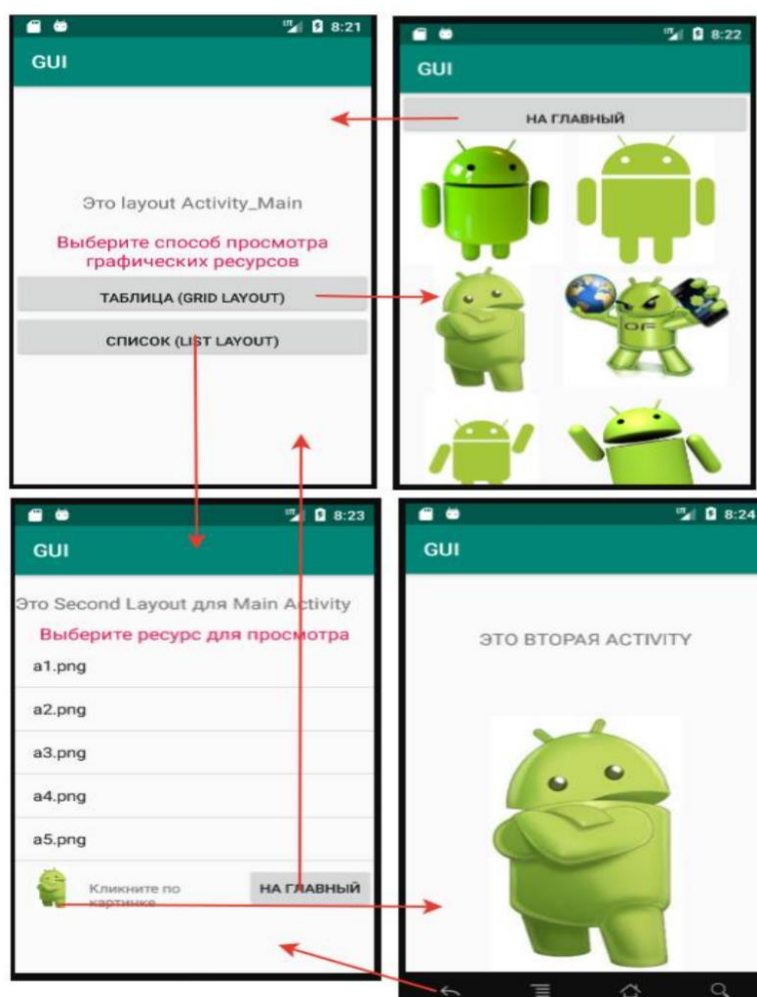 8:21
GUI
Это layout Activity_Main
Выберите способ просмотра
графических ресурсов
ТАБЛИЦА (GRID LAYOUT)
СПИСОК (LIST LAYOUT)
8:22
GUI
НА ГЛАВНЫЙ
OF
8:23
GUI
Это Second Layout для Main Activity
Выберите ресурс для просмотра
a1.png
a2.png
a3.png
a4.png
a5.png
Кликните по
картинке
НА ГЛАВНЫЙ
8:24
GUI
ЭТО ВТОРАЯ ACTIVITY